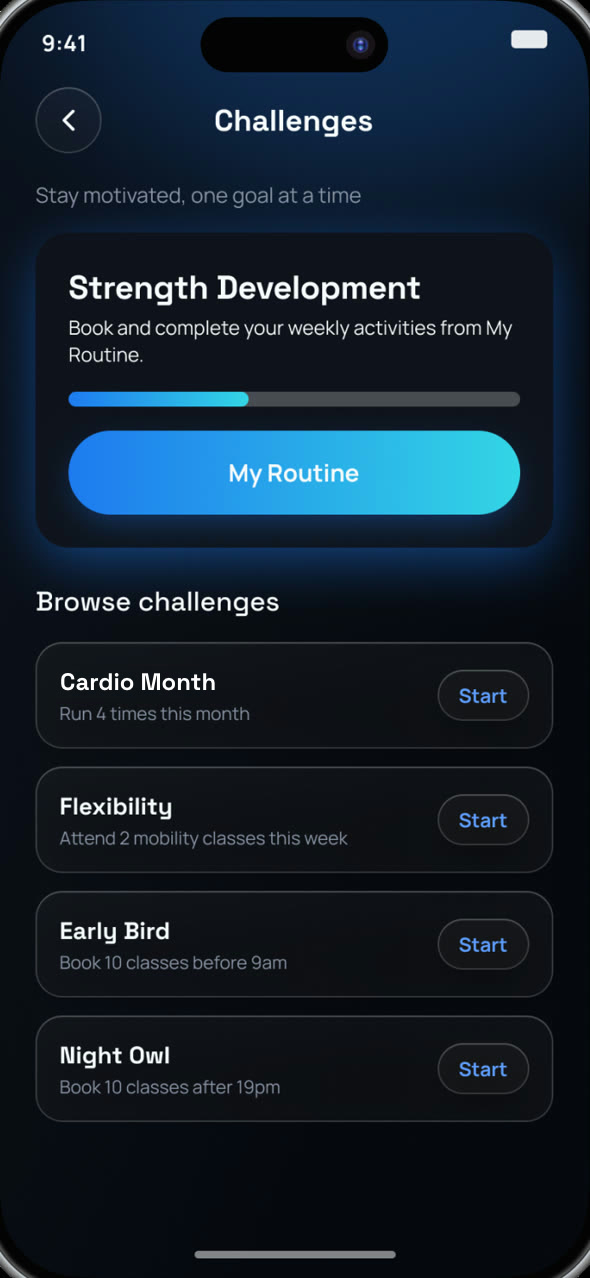 9:41
Challenges
Stay motivated, one goal at a time
Strength Development
Book and complete your weekly activities from My
Routine.
My Routine
Browse challenges
Cardio Month
Run 4 times this month
Start
Flexibility
Attend 2 mobility classes this week
Start
Early Bird
Book 10 classes before 9am
Start
Night Owl
Book 10 classes after 19pm
Start